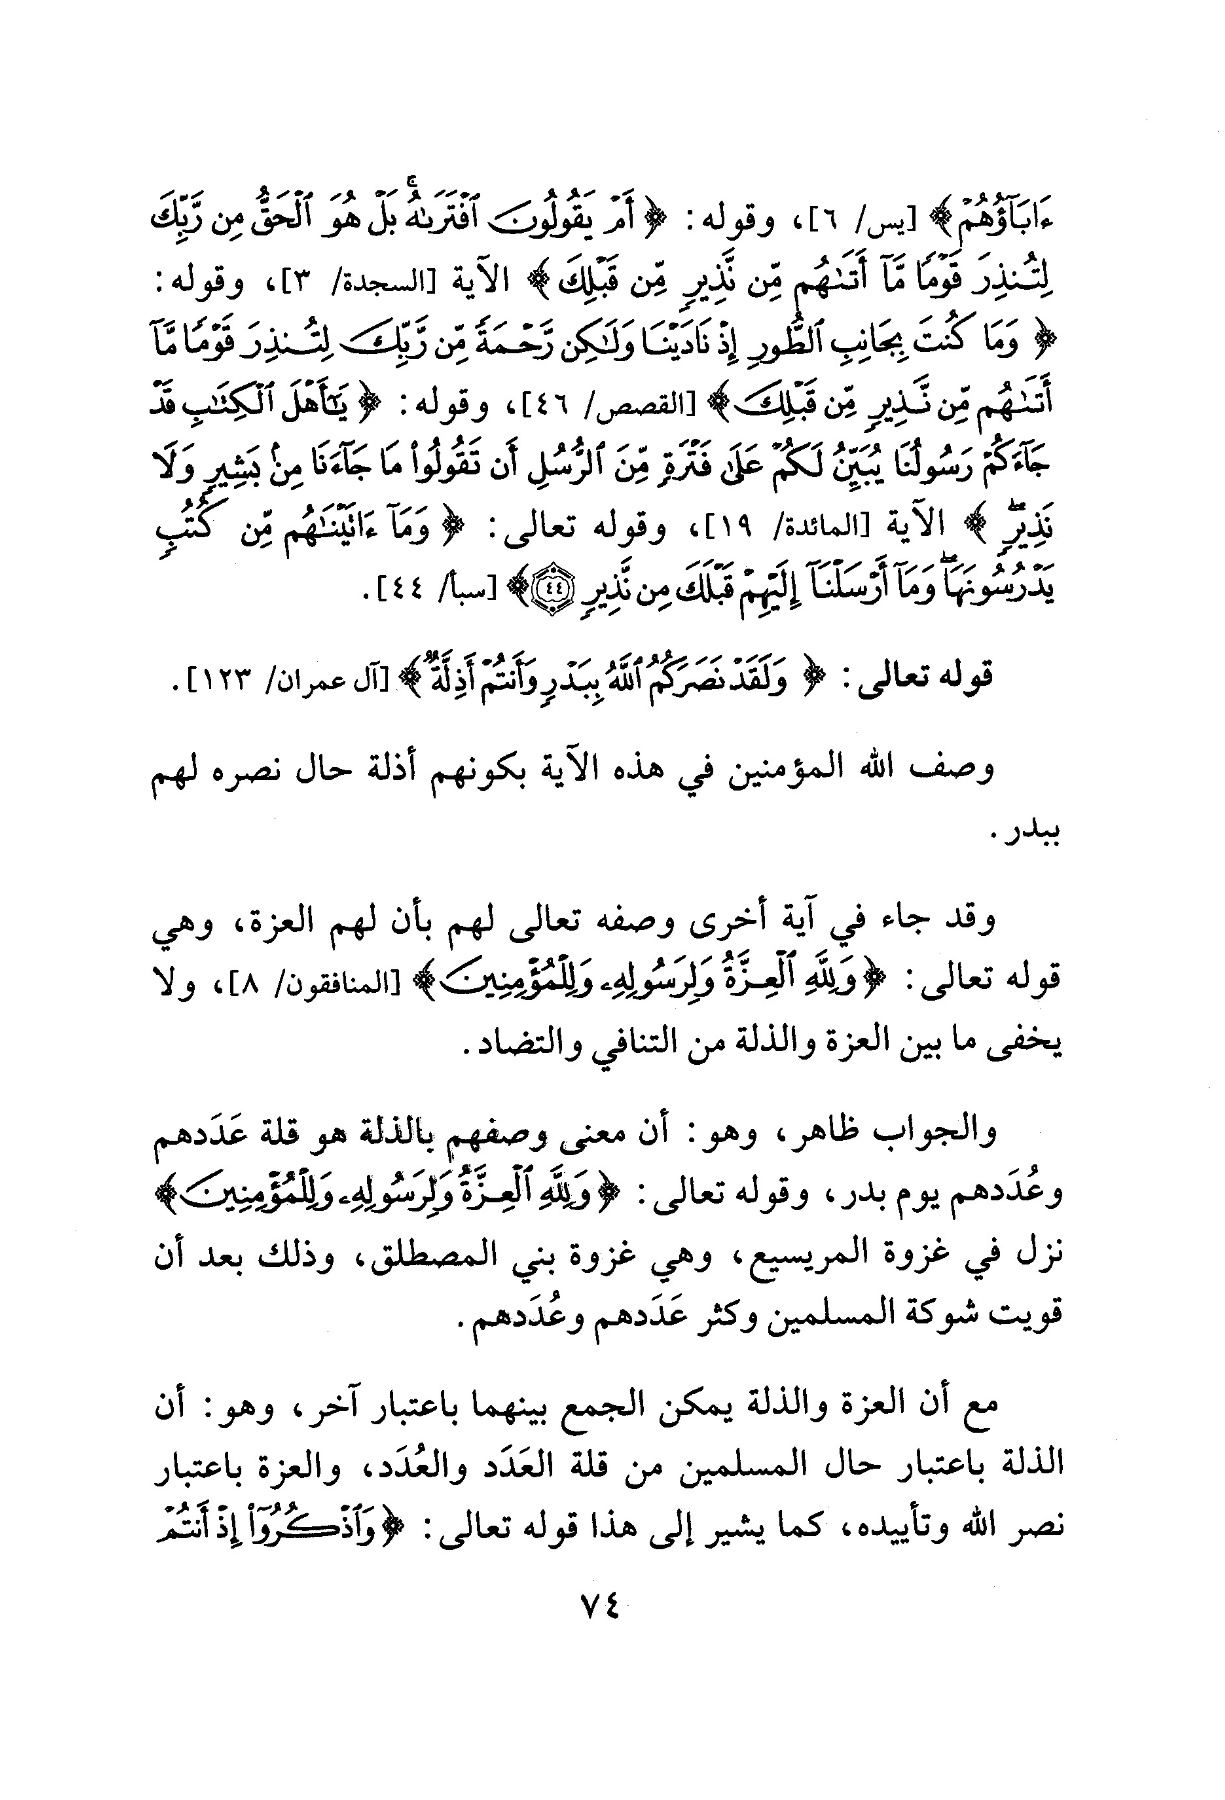 ءَابَآؤُهُمْ﴾ [يس/ ٦]، وقوله: ﴿أَمْ يَقُولُونَ ٱفْتَرَىٰهُۚ بَلْ هُوَ ٱلْحَقُّ مِن رَّبِّكَ
لِتُنذِرَ قَوْمًا مَّآ أَتَىٰهُم مِّن نَّذِيرٍ مِّن قَبْلِكَ﴾ الآية [السجدة/ ٣]، وقوله:
﴿وَمَا كُنتَ بِجَانِبِ ٱلطُّورِ إِذْ نَادَيْنَا وَلَٰكِن رَّحْمَةً مِّن رَّبِّكَ لِتُنذِرَ قَوْمًا مَّآ
أَتَىٰهُم مِّن نَّذِيرٍ مِّن قَبْلِكَ﴾ [القصص/ ٤٦]، وقوله: ﴿يَٰٓأَهْلَ ٱلْكِتَٰبِ قَدْ
جَآءَكُمْ رَسُولُنَا يُبَيِّنُ لَكُمْ عَلَىٰ فَتْرَةٍ مِّنَ ٱلرُّسُلِ أَن تَقُولُوا۟ مَا جَآءَنَا مِنۢ بَشِيرٍ وَلَا
نَذِيرٍۖ﴾ الآية [المائدة/ ١٩]، وقوله تعالى: ﴿وَمَآ ءَاتَيْنَٰهُم مِّن كُتُبٍ
يَدْرُسُونَهَاۖ وَمَآ أَرْسَلْنَآ إِلَيْهِمْ قَبْلَكَ مِن نَّذِيرٍ ٤٤﴾ [سبأ/ ٤٤].
قوله تعالى: ﴿وَلَقَدْ نَصَرَكُمُ ٱللَّهُ بِبَدْرٍ وَأَنتُمْ أَذِلَّةٌ﴾ [آل عمران/ ١٢٣].
وصف الله المؤمنين في هذه الآية بكونهم أذلة حال نصره لهم
ببدر.
وقد جاء في آية أخرى وصفه تعالى لهم بأن لهم العزة، وهي
قوله تعالى: ﴿وَلِلَّهِ ٱلْعِزَّةُ وَلِرَسُولِهِۦ وَلِلْمُؤْمِنِينَ﴾ [المنافقون/ ٨]، ولا
يخفى ما بين العزة والذلة من التنافي والتضاد.
والجواب ظاهر، وهو: أن معنى وصفهم بالذلة هو قلة عَدَدهم
وعُدَدهم يوم بدر، وقوله تعالى: ﴿وَلِلَّهِ ٱلْعِزَّةُ وَلِرَسُولِهِۦ وَلِلْمُؤْمِنِينَ﴾
نزل في غزوة المريسيع، وهي غزوة بني المصطلق، وذلك بعد أن
قويت شوكة المسلمين وكثر عَدَدهم وعُدَدهم.
مع أن العزة والذلة يمكن الجمع بينهما باعتبار آخر، وهو: أن
الذلة باعتبار حال المسلمين من قلة العَدَد والعُدَد، والعزة باعتبار
نصر الله وتأييده، كما يشير إلى هذا قوله تعالى: ﴿وَٱذْكُرُوٓا۟ إِذْ أَنتُمْ
٧٤